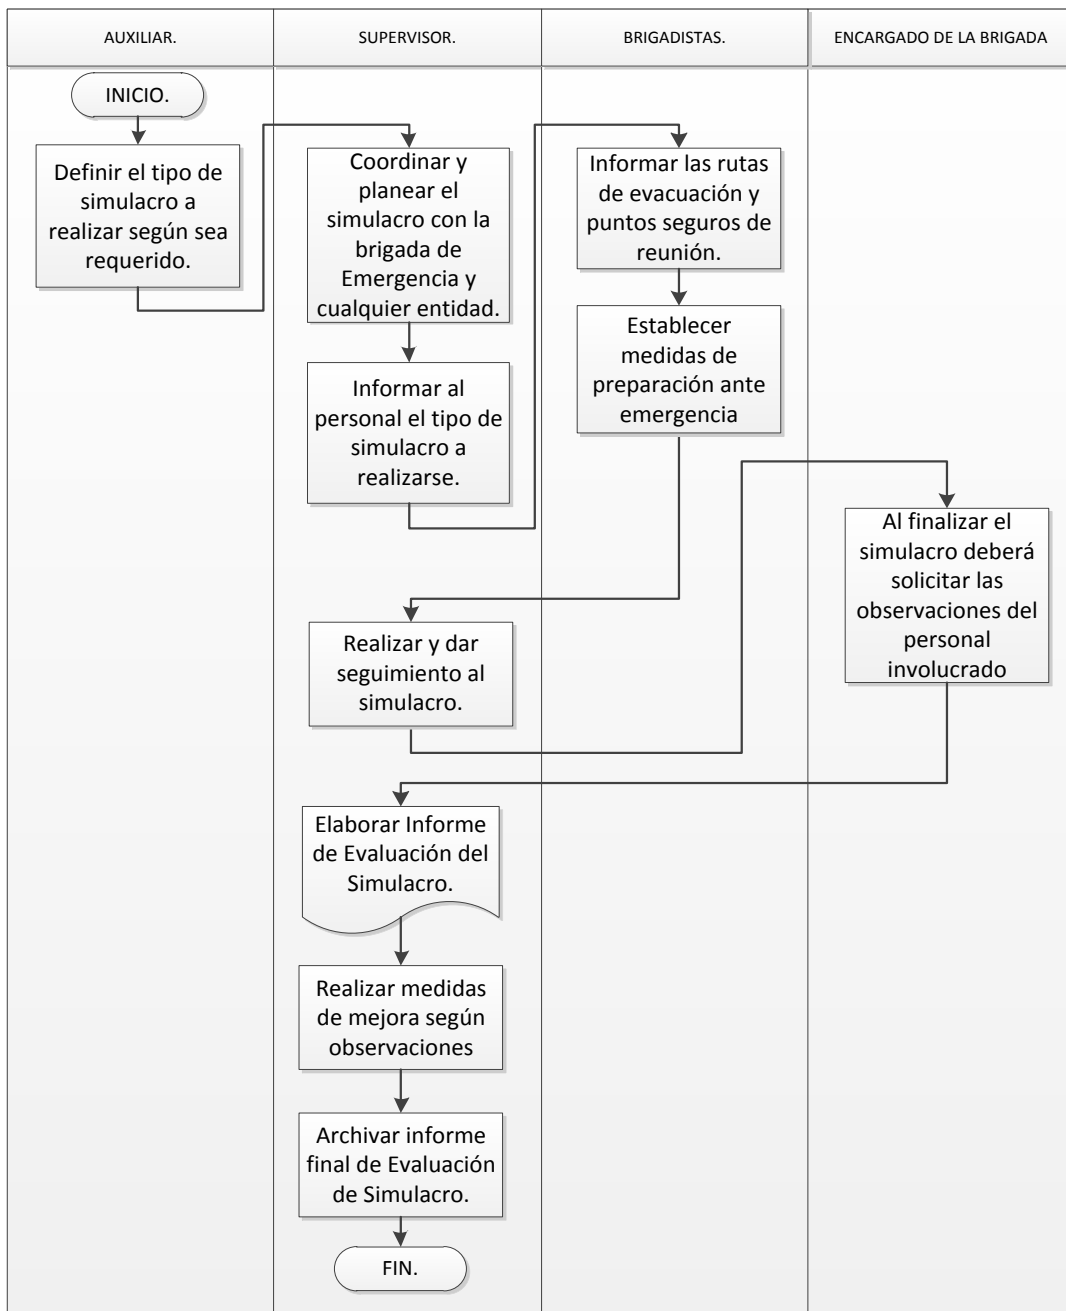 AUXILIAR.
SUPERVISOR.
BRIGADISTAS.
ENCARGADO DE LA BRIGADA
INICIO.
Definir el tipo de
simulacro a
realizar según sea
requerido.
Coordinar y
planear el
simulacro con la
brigada de
Emergencia y
cualquier entidad.
Informar al
personal el tipo de
simulacro a
realizarse.
Informar las rutas
de evacuación y
puntos seguros de
reunión.
Establecer
medidas de
preparación ante
emergencia
Realizar y dar
seguimiento al
simulacro.
Al finalizar el
simulacro deberá
solicitar las
observaciones del
personal
involucrado
Elaborar Informe
de Evaluación del
Simulacro.
Realizar medidas
de mejora según
observaciones
Archivar informe
final de Evaluación
de Simulacro.
FIN.